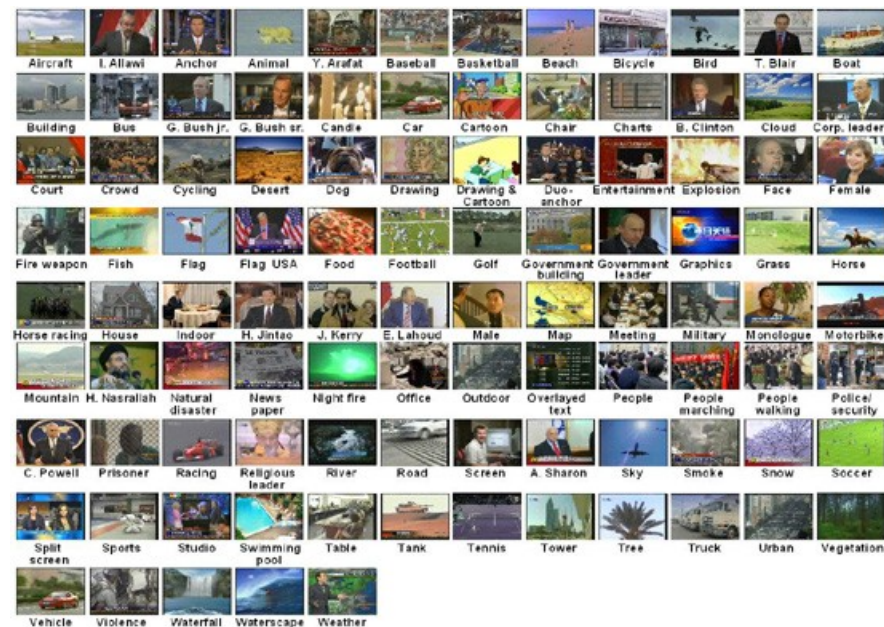 Aircraft I. Allawi Anchor Animal Y. Arafat Baseball Basketball Beach Bicycle Bird T. Blair Boat
Building Bus G. Bush jr. G. Bush sr. Candle Car Cartoon Chair Charts B. Clinton Cloud Corp. leader
Court Crowd Cycling Desert Dog Drawing Drawing & Cartoon Duo-anchor Entertainment Explosion Face Female
Fire weapon Fish Flag Flag USA Food Football Golf Government building Government leader Graphics Grass Horse
Horse racing House Indoor H. Jintao J. Kerry E. Lahoud Male Map Meeting Military Monologue Motorbike
Mountain H. Nasrallah Natural disaster News paper Night fire Office Outdoor Overlayed text People People marching People walking Police/ security
C. Powell Prisoner Racing Religious leader River Road Screen A. Sharon Sky Smoke Snow Soccer
Split screen Sports Studio Swimming pool Table Tank Tennis Tower Tree Truck Urban Vegetation
Vehicle Violence Waterfall Waterscape Weather